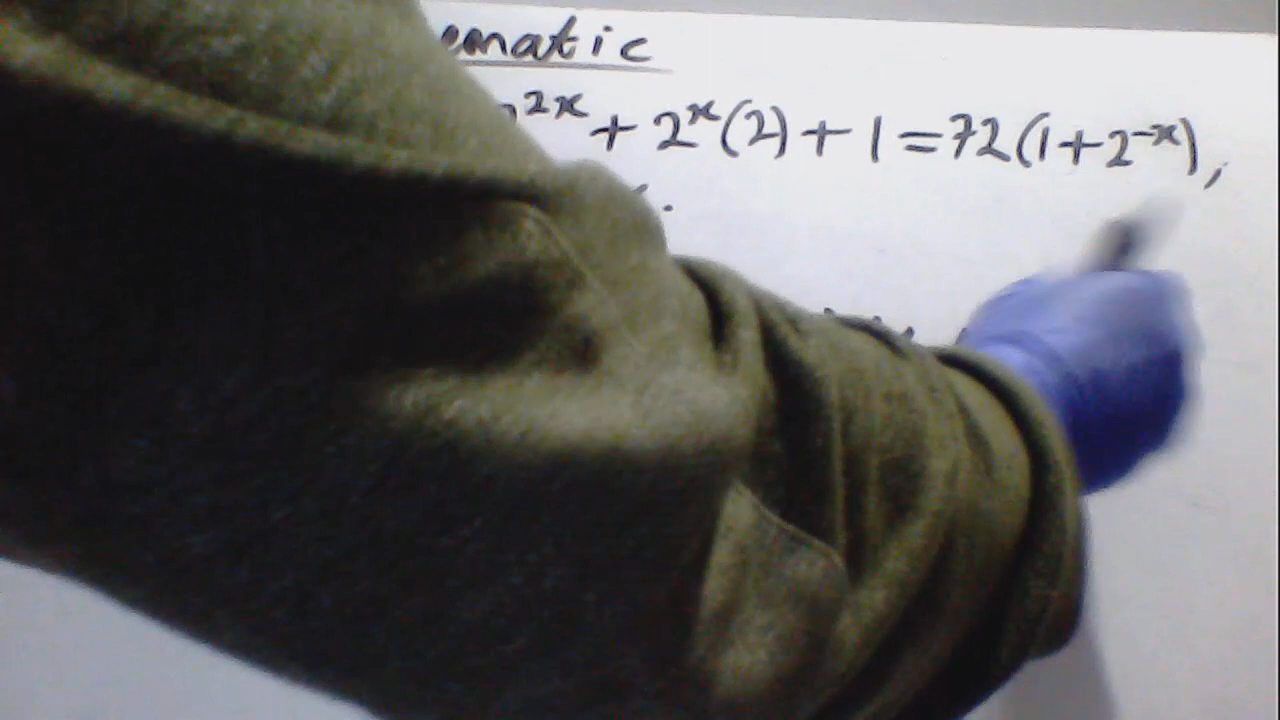 ematic
2x + 2^x(2) + 1 = 72(1+2^-x),